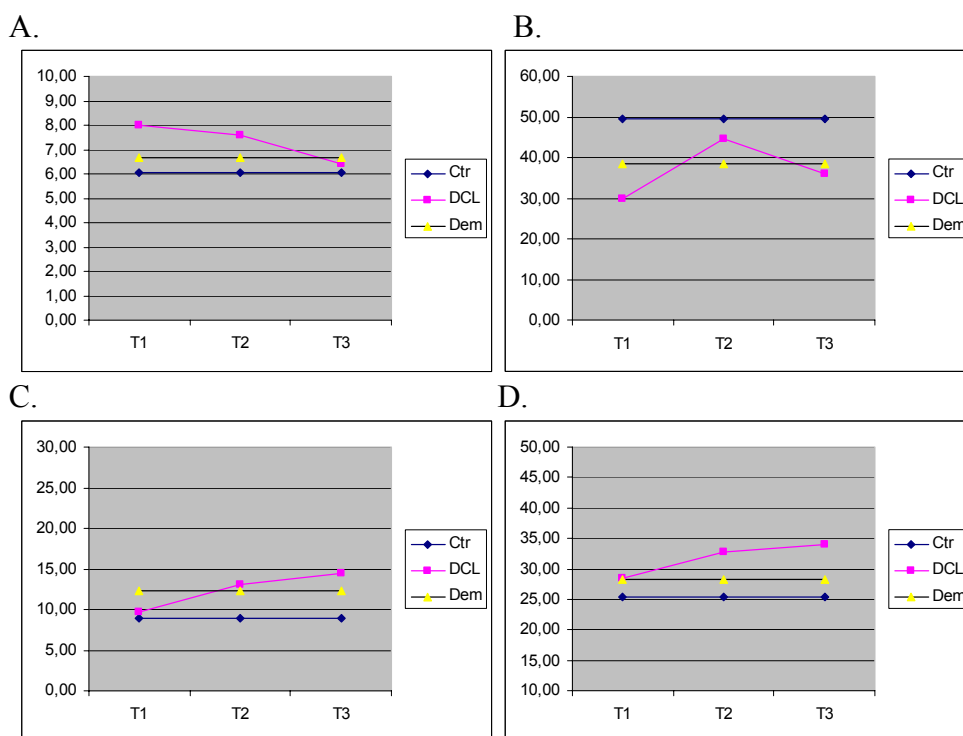 A.
10,00
9,00
8,00
7,00
6,00
5,00
4,00
3,00
2,00
1,00
0,00
T1 T2 T3
Ctr
DCL
Dem
B.
60,00
50,00
40,00
30,00
20,00
10,00
0,00
T1 T2 T3
Ctr
DCL
Dem
C.
30,00
25,00
20,00
15,00
10,00
5,00
0,00
T1 T2 T3
Ctr
DCL
Dem
D.
50,00
45,00
40,00
35,00
30,00
25,00
20,00
15,00
10,00
T1 T2 T3
Ctr
DCL
Dem